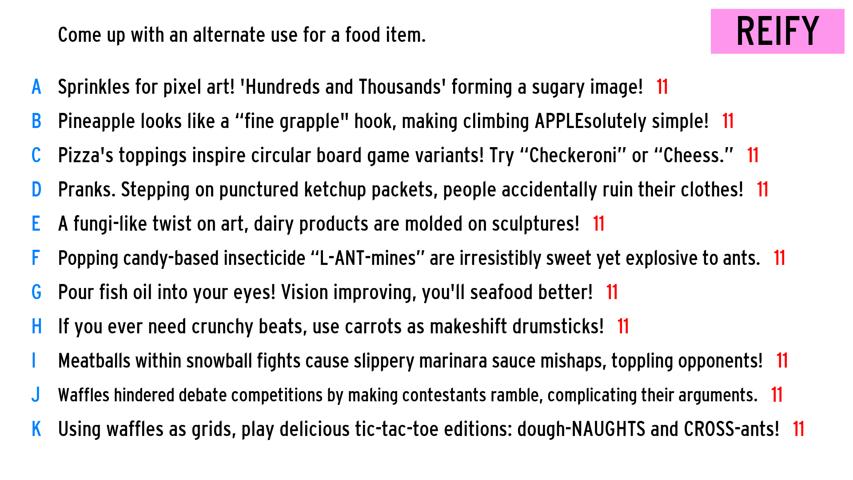 Come up with an alternate use for a food item.
REIFY
A Sprinkles for pixel art! 'Hundreds and Thousands' forming a sugary image! 11
B Pineapple looks like a “fine grapple" hook, making climbing APPLEsolutely simple! 11
C Pizza's toppings inspire circular board game variants! Try “Checkeroni” or “Cheess.” 11
D Pranks. Stepping on punctured ketchup packets, people accidentally ruin their clothes! 11
E A fungi-like twist on art, dairy products are molded on sculptures! 11
F Popping candy-based insecticide “L-ANT-mines” are irresistibly sweet yet explosive to ants. 11
G Pour fish oil into your eyes! Vision improving, you'll seafood better! 11
H If you ever need crunchy beats, use carrots as makeshift drumsticks! 11
I Meatballs within snowball fights cause slippery marinara sauce mishaps, toppling opponents! 11
J Waffles hindered debate competitions by making contestants ramble, complicating their arguments. 11
K Using waffles as grids, play delicious tic-tac-toe editions: dough-NAUGHTS and CROSS-ants! 11